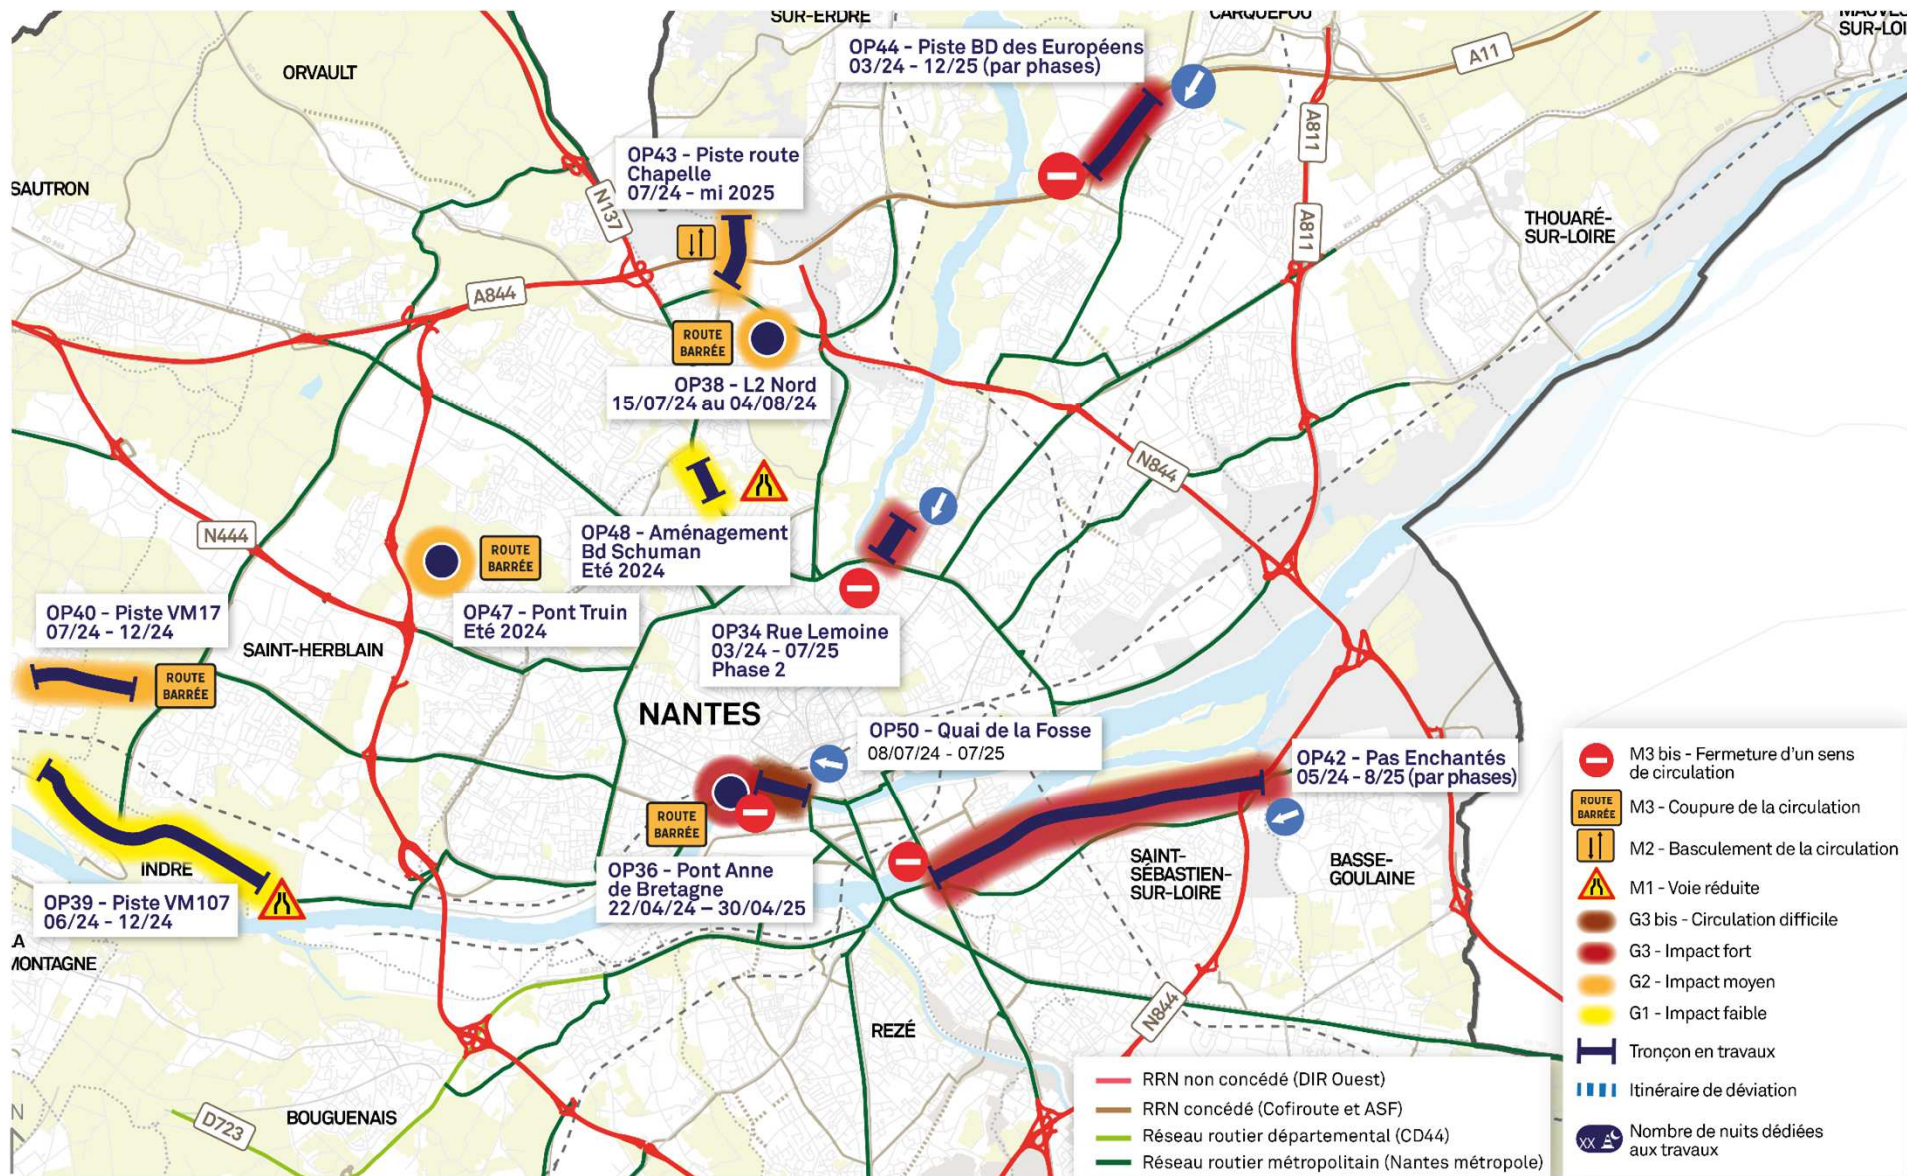 SUR-ERDRE
CARQUEFOU
SUR-LOI
ORVAULT
OP44 - Piste BD des Européens
03/24 - 12/25 (par phases)
A11
A811
OP43 - Piste route
Chapelle
07/24 - mi 2025
SAUTRON
N137
A811
THOUARÉ-
SUR-LOIRE
A844
ROUTE
BARRÉE
OP38 - L2 Nord
15/07/24 au 04/08/24
N844
N444
OP48 - Aménagement
Bd Schuman
Eté 2024
ROUTE
BARRÉE
OP40 - Piste VM17
07/24 - 12/24
OP47 - Pont Truin
Eté 2024
SAINT-HERBLAIN
OP34 Rue Lemoine
03/24 - 07/25
Phase 2
ROUTE
BARRÉE
NANTES
OP50 - Quai de la Fosse
08/07/24 - 07/25
OP42 - Pas Enchantés
05/24 - 8/25 (par phases)
ROUTE
BARRÉE
INDRE
OP36 - Pont Anne
de Bretagne
22/04/24 – 30/04/25
SAINT-
SÉBASTIEN-
SUR-LOIRE
BASSE-
GOULAINE
OP39 - Piste VM107
06/24 - 12/24
LA
MONTAGNE
REZÉ
N844
BOUGUENAIS
D723
N
RRN non concédé (DIR Ouest)
RRN concédé (Cofiroute et ASF)
Réseau routier départemental (CD44)
Réseau routier métropolitain (Nantes métropole)
M3 bis - Fermeture d'un sens
de circulation
ROUTE
BARRÉE
M3 - Coupure de la circulation
M2 - Basculement de la circulation
M1 - Voie réduite
G3 bis - Circulation difficile
G3 - Impact fort
G2 - Impact moyen
G1 - Impact faible
Tronçon en travaux
Itinéraire de déviation
XX
Nombre de nuits dédiées
aux travaux